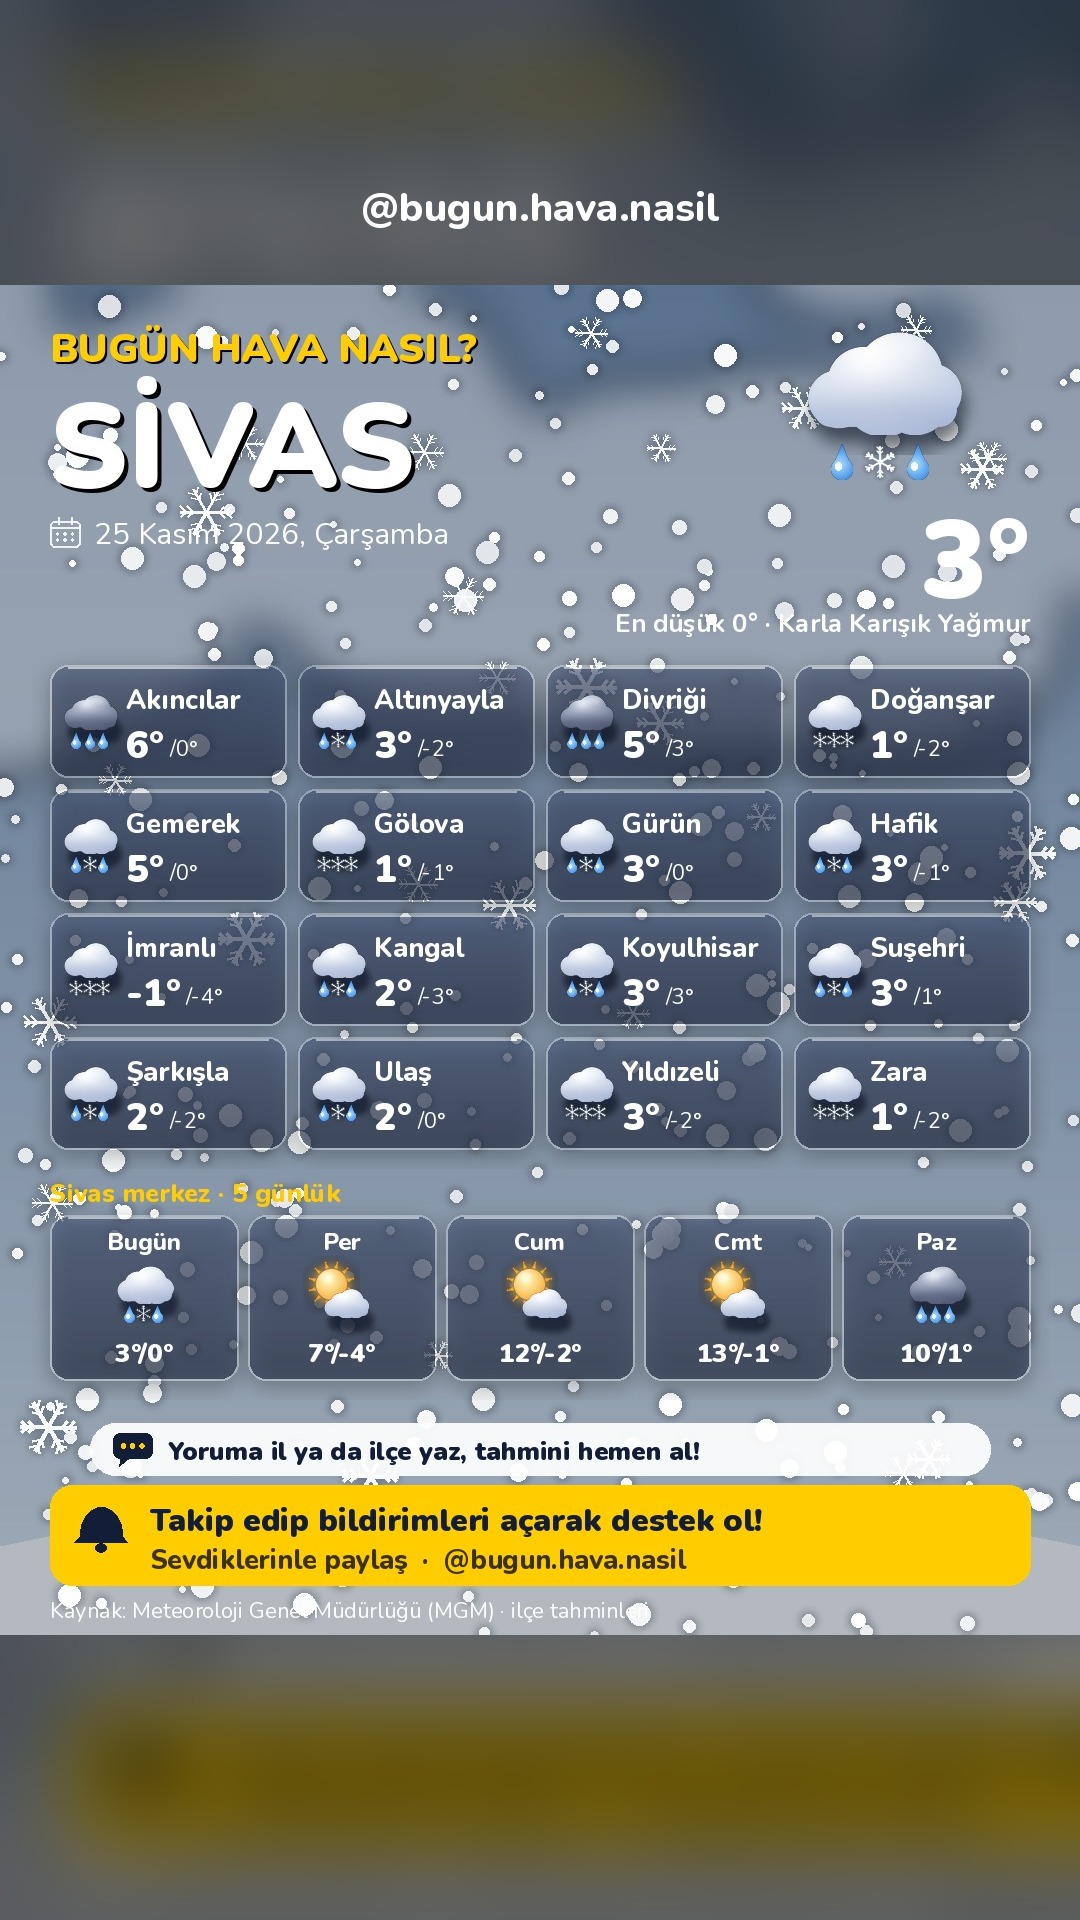 @bugun.hava.nasil
BUGÜN HAVA NASIL?
SİVAS
25 Kasım 2026, Çarşamba
3°
En düşük 0° · Karla Karışık Yağmur
Akıncılar
6° /0°
Altınyayla
3° /-2°
Divriği
5° /3°
Doğanşar
1° /-2°
Gemerek
5° /0°
Gölova
1° /-1°
Gürün
3° /0°
Hafik
3° /-1°
İmranlı
-1° /-4°
Kangal
2° /-3°
Koyulhisar
3° /3°
Suşehri
3° /1°
Şarkışla
2° /-2°
Ulaş
2° /0°
Yıldızeli
3° /-2°
Zara
1° /-2°
Sivas merkez · 5 günlük
Bugün
3°/0°
Per
7°/-4°
Cum
12°/-2°
Cmt
13°/-1°
Paz
10°/1°
Yoruma il ya da ilçe yaz, tahmini hemen al!
Takip edip bildirimleri açarak destek ol!
Sevdiklerinle paylaş · @bugun.hava.nasil
Kaynak: Meteoroloji Genel Müdürlüğü (MGM) · ilçe tahminleri